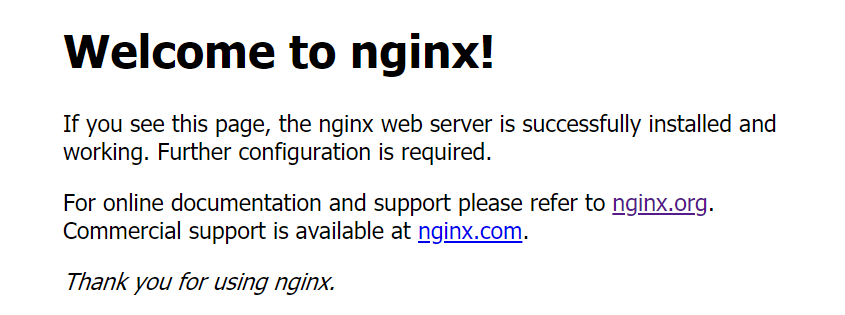 Welcome to nginx!
If you see this page, the nginx web server is successfully installed and
working. Further configuration is required.
For online documentation and support please refer to nginx.org.
Commercial support is available at nginx.com.
Thank you for using nginx.